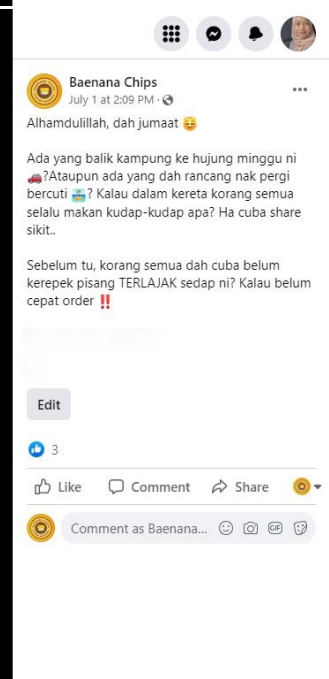 Baenana Chips
July 1 at 2:09 PM ·
Alhamdulillah, dah jumaat 😌
Ada yang balik kampung ke hujung minggu ni
🚗?Ataupun ada yang dah rancang nak pergi
bercuti 🏝️? Kalau dalam kereta korang semua
selalu makan kudap-kudap apa? Ha cuba share
sikit..
Sebelum tu, korang semua dah cuba belum
kerepek pisang TERLAJAK sedap ni? Kalau belum
cepat order ‼️
Edit
3
Like Comment Share
Comment as Baenana...
GIF